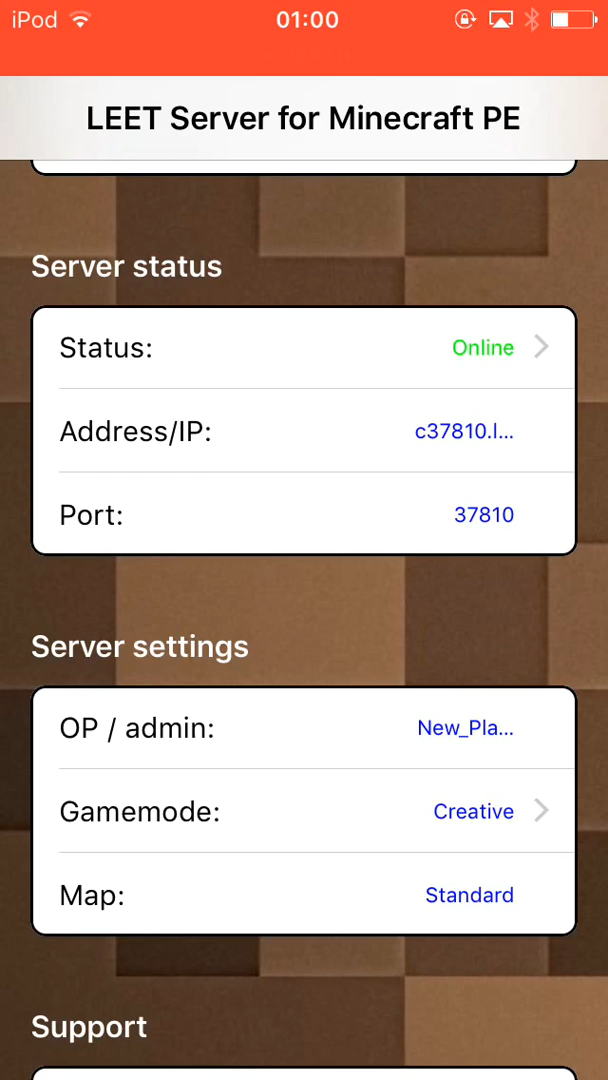 iPod 01:00
LEET Server for Minecraft PE
Server status
Status: Online
Address/IP: c37810.l...
Port: 37810
Server settings
OP / admin: New_Pla...
Gamemode: Creative
Map: Standard
Support